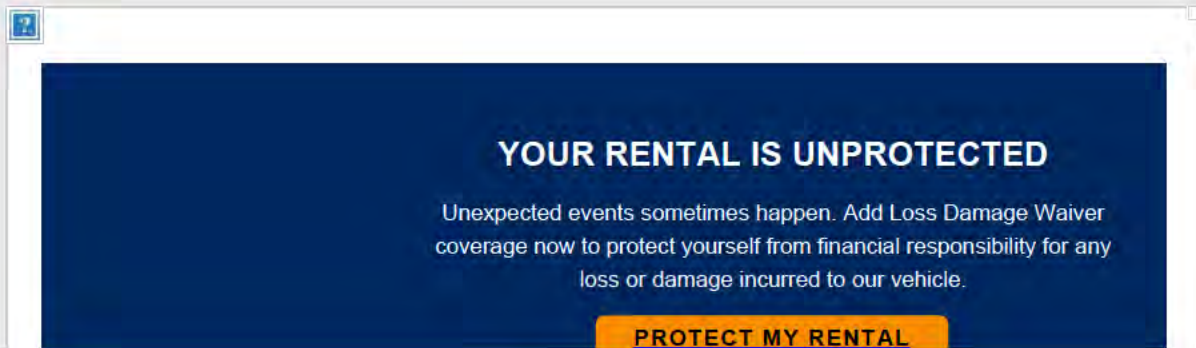 YOUR RENTAL IS UNPROTECTED
Unexpected events sometimes happen. Add Loss Damage Waiver
coverage now to protect yourself from financial responsibility for any
loss or damage incurred to our vehicle.
PROTECT MY RENTAL